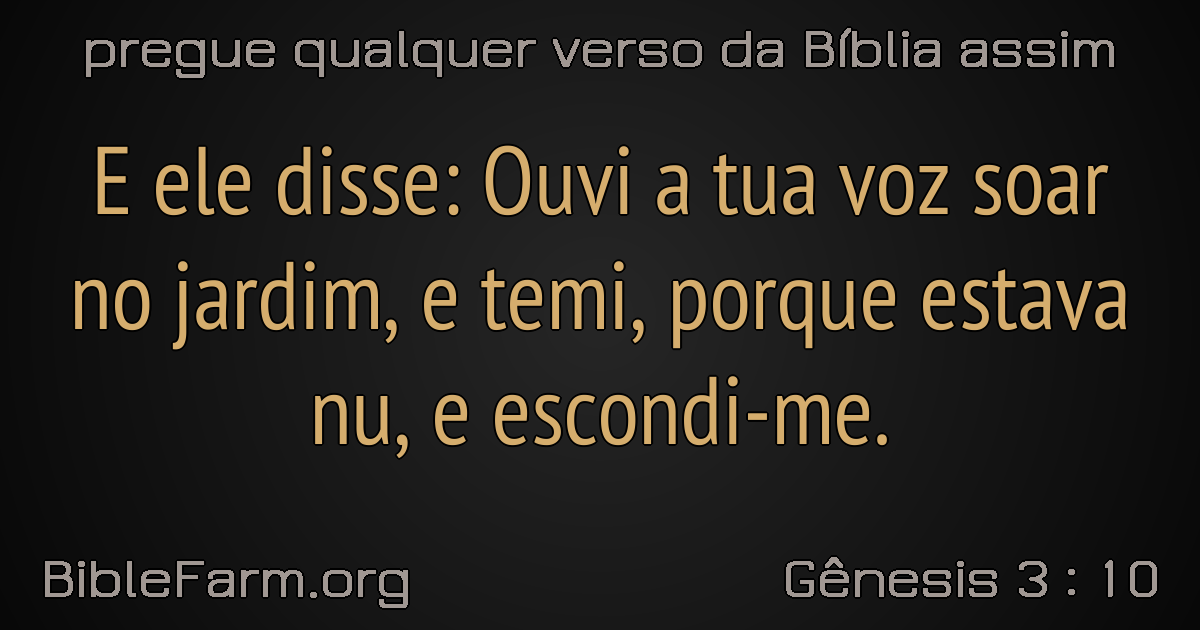 pregue qualquer verso da Bíblia assim
E ele disse: Ouvi a tua voz soar
no jardim, e temi, porque estava
nu, e escondi-me.
BibleFarm.org
Gênesis 3 : 10